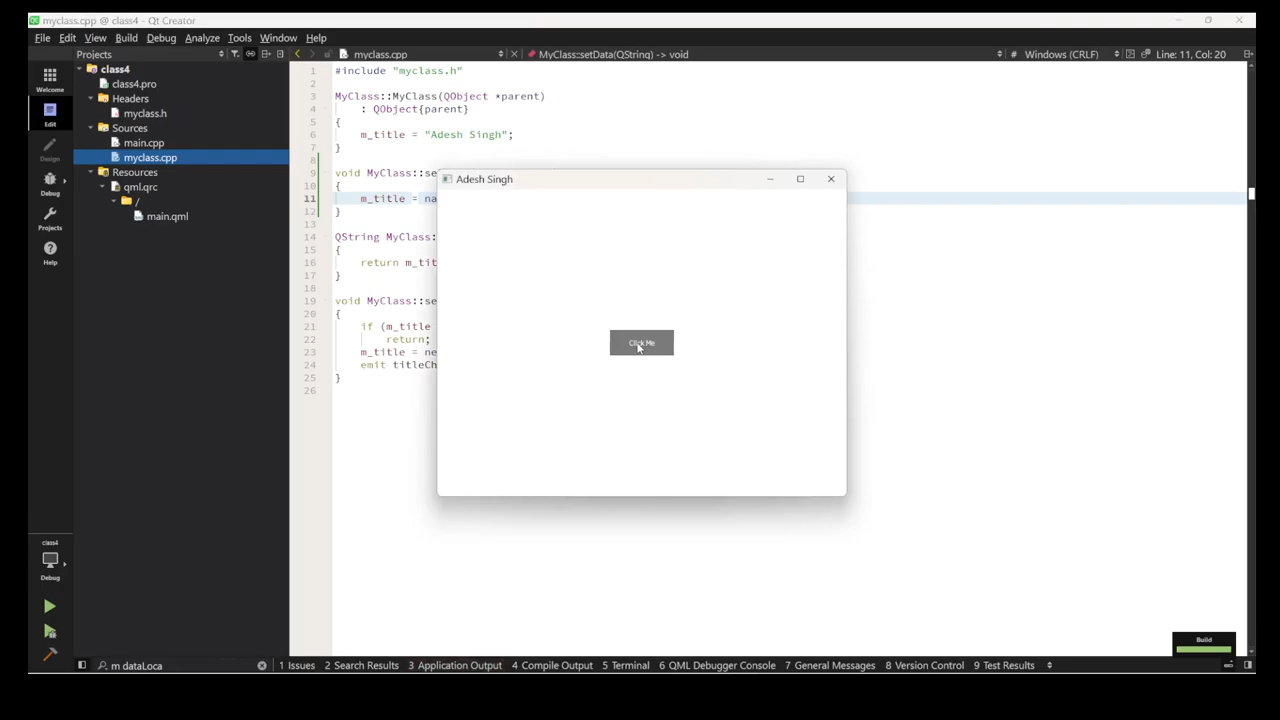 myclass.cpp @ class4 - Qt Creator
File Edit View Build Debug Analyze Tools Window Help
Projects
myclass.cpp
MyClass::setData(QString) -> void
# Windows (CRLF)
Line: 11, Col: 20
Welcome
Edit
Design
Debug
Projects
Help
class4
class4.pro
Headers
myclass.h
Sources
main.cpp
myclass.cpp
Resources
qml.qrc
/
main.qml
1 #include "myclass.h"
2
3 MyClass::MyClass(QObject *parent)
4 : QObject{parent}
5 {
6 m_title = "Adesh Singh";
7 }
8
9 void MyClass::se
10 {
11 m_title = na
12 }
13
14 QString MyClass:
15 {
16 return m_tit
17 }
18
19 void MyClass::se
20 {
21 if (m_title
22 return;
23 m_title = ne
24 emit titleCh
25 }
26
Adesh Singh
Click Me
class4
Debug
Build
m dataLoca
1 Issues 2 Search Results 3 Application Output 4 Compile Output 5 Terminal 6 QML Debugger Console 7 General Messages 8 Version Control 9 Test Results